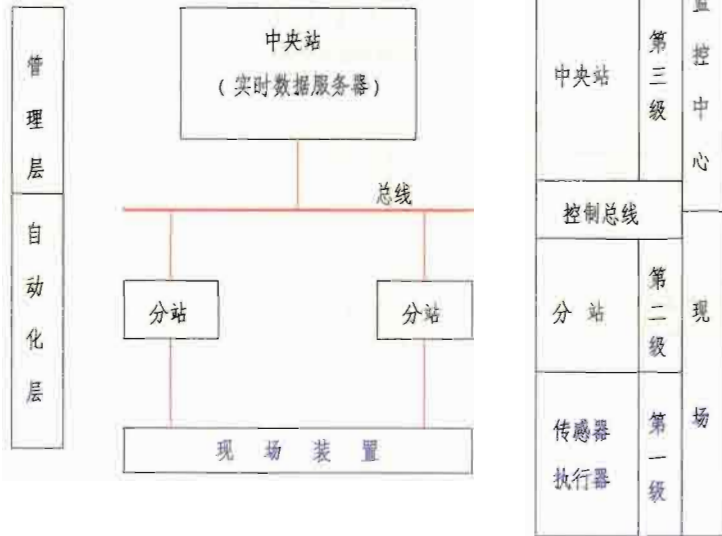 管理层
自动化层
中央站
(实时数据服务器)
总线
分站
分站
现场装置
中央站
第三级
监控中心
控制总线
分 站
第二级
现场
传感器
执行器
第一级